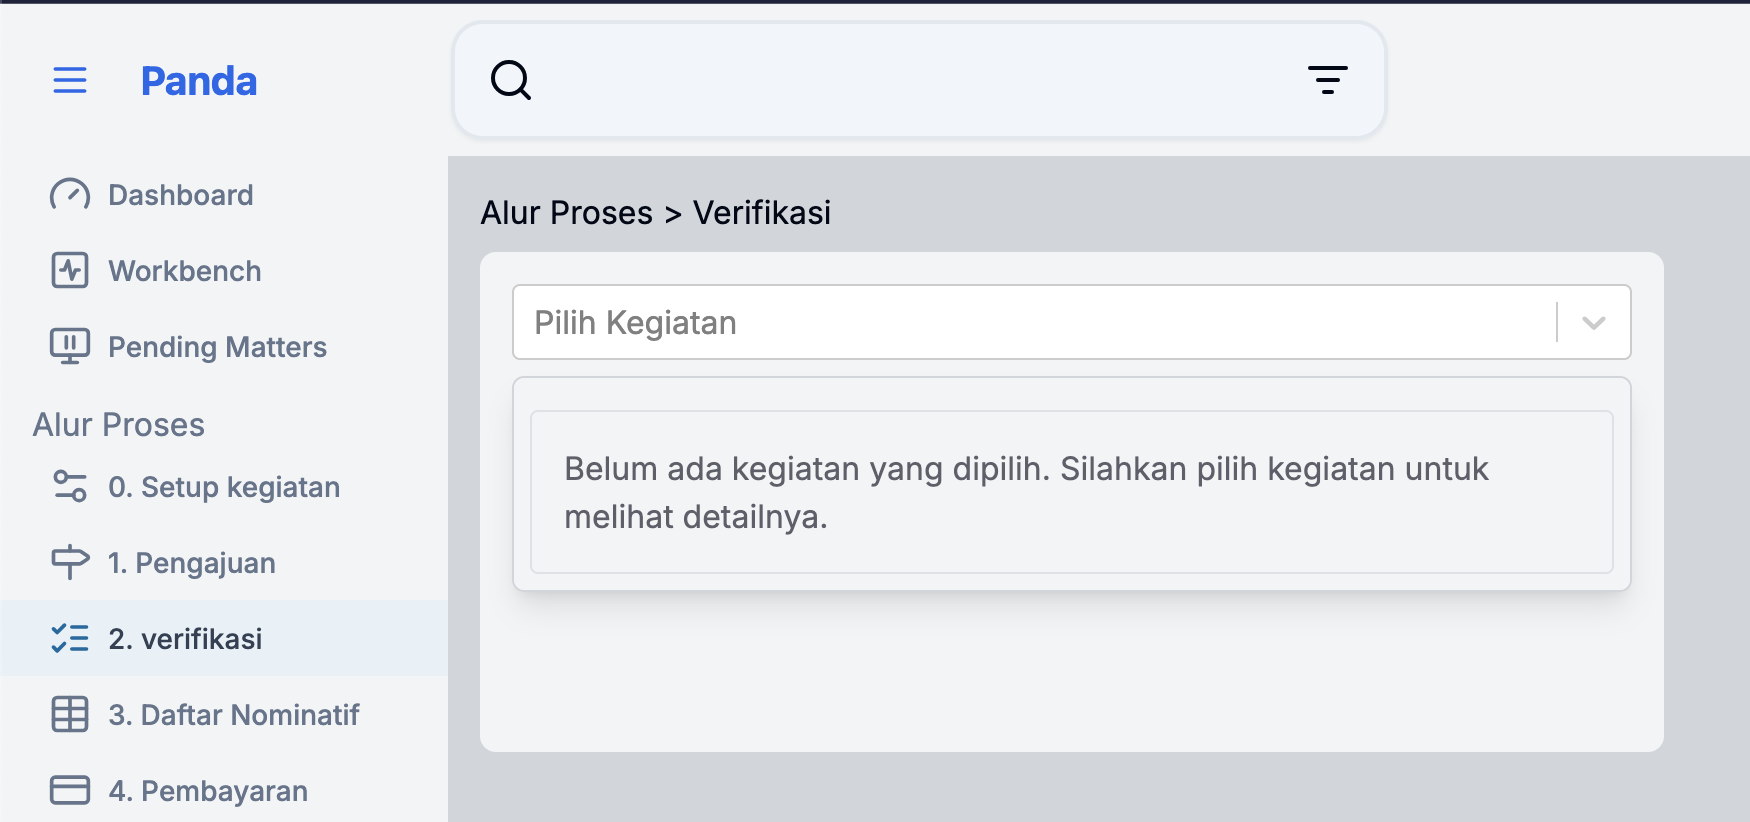 Panda
Dashboard
Workbench
Pending Matters
Alur Proses
0. Setup kegiatan
1. Pengajuan
2. verifikasi
3. Daftar Nominatif
4. Pembayaran
Alur Proses > Verifikasi
Pilih Kegiatan
Belum ada kegiatan yang dipilih. Silahkan pilih kegiatan untuk
melihat detailnya.